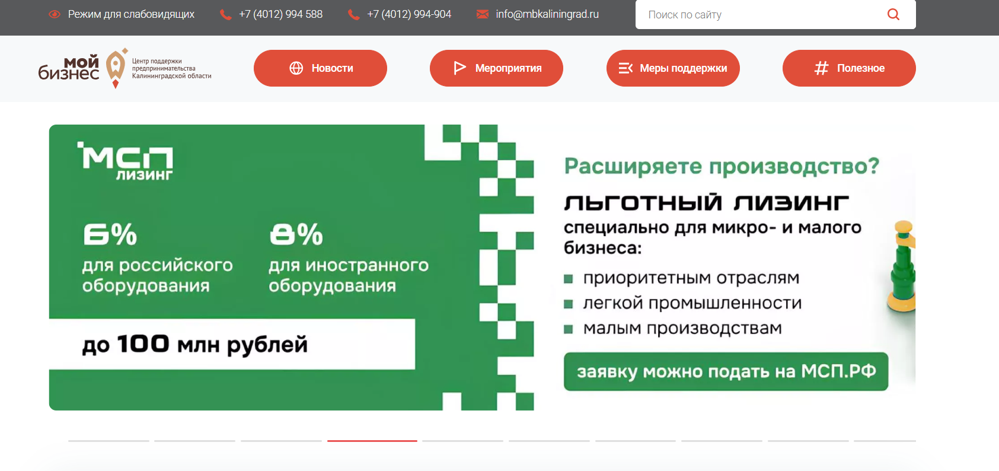 Режим для слабовидящих
+7 (4012) 994 588
+7 (4012) 994-904
info@mbkaliningrad.ru
Поиск по сайту
мой
бизнес
Центр поддержки
предпринимательства
Калининградской области
Новости
Мероприятия
Меры поддержки
Полезное
МСП
ЛИЗИНГ
6%
для российского
оборудования
8%
для иностранного
оборудования
до 100 млн рублей
Расширяете производство?
ЛЬГОТНЫЙ ЛИЗИНГ
специально для микро- и малого
бизнеса:
приоритетным отраслям
легкой промышленности
малым производствам
заявку можно подать на МСП.РФ